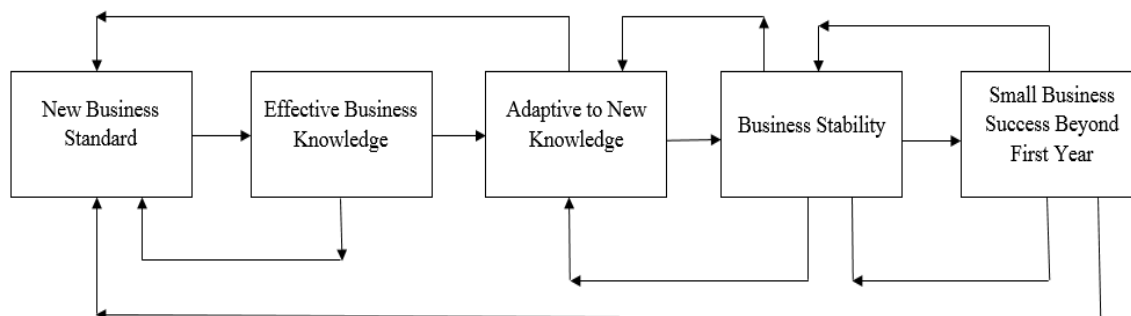 New Business
Standard
Effective Business
Knowledge
Adaptive to New
Knowledge
Business Stability
Small Business
Success Beyond
First Year